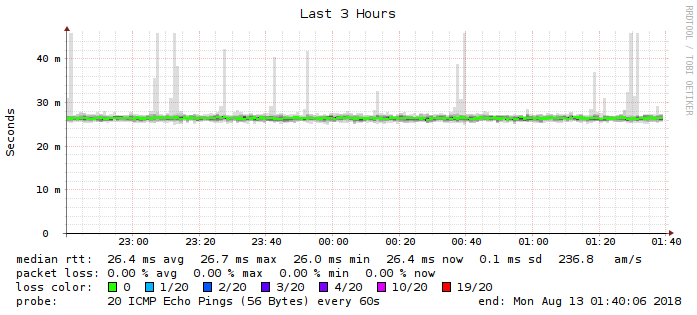 Last 3 Hours
RRDTOOL / TOBI OETIKER
Seconds
40 m
30 m
20 m
10 m
0
23:00 23:20 23:40 00:00 00:20 00:40 01:00 01:20 01:40
median rtt: 26.4 ms avg 26.7 ms max 26.0 ms min 26.4 ms now 0.1 ms sd 236.8 am/s
packet loss: 0.00 % avg 0.00 % max 0.00 % min 0.00 % now
loss color: 0 1/20 2/20 3/20 4/20 10/20 19/20
probe: 20 ICMP Echo Pings (56 Bytes) every 60s end: Mon Aug 13 01:40:06 2018